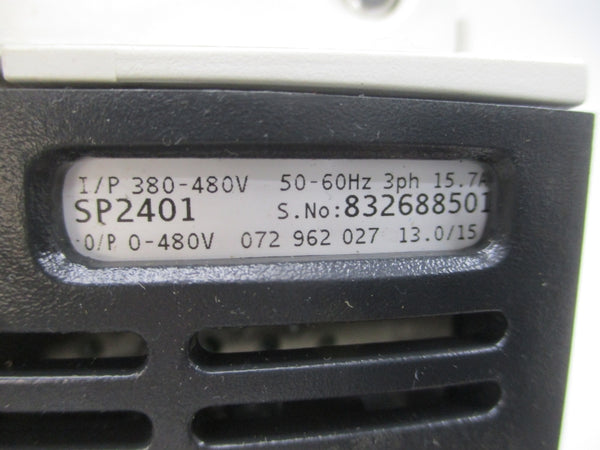 I/P 380-480V 50-60Hz 3ph 15.7A
SP2401 S.No:832688501
O/P 0-480V 072 962 027 13.0/15